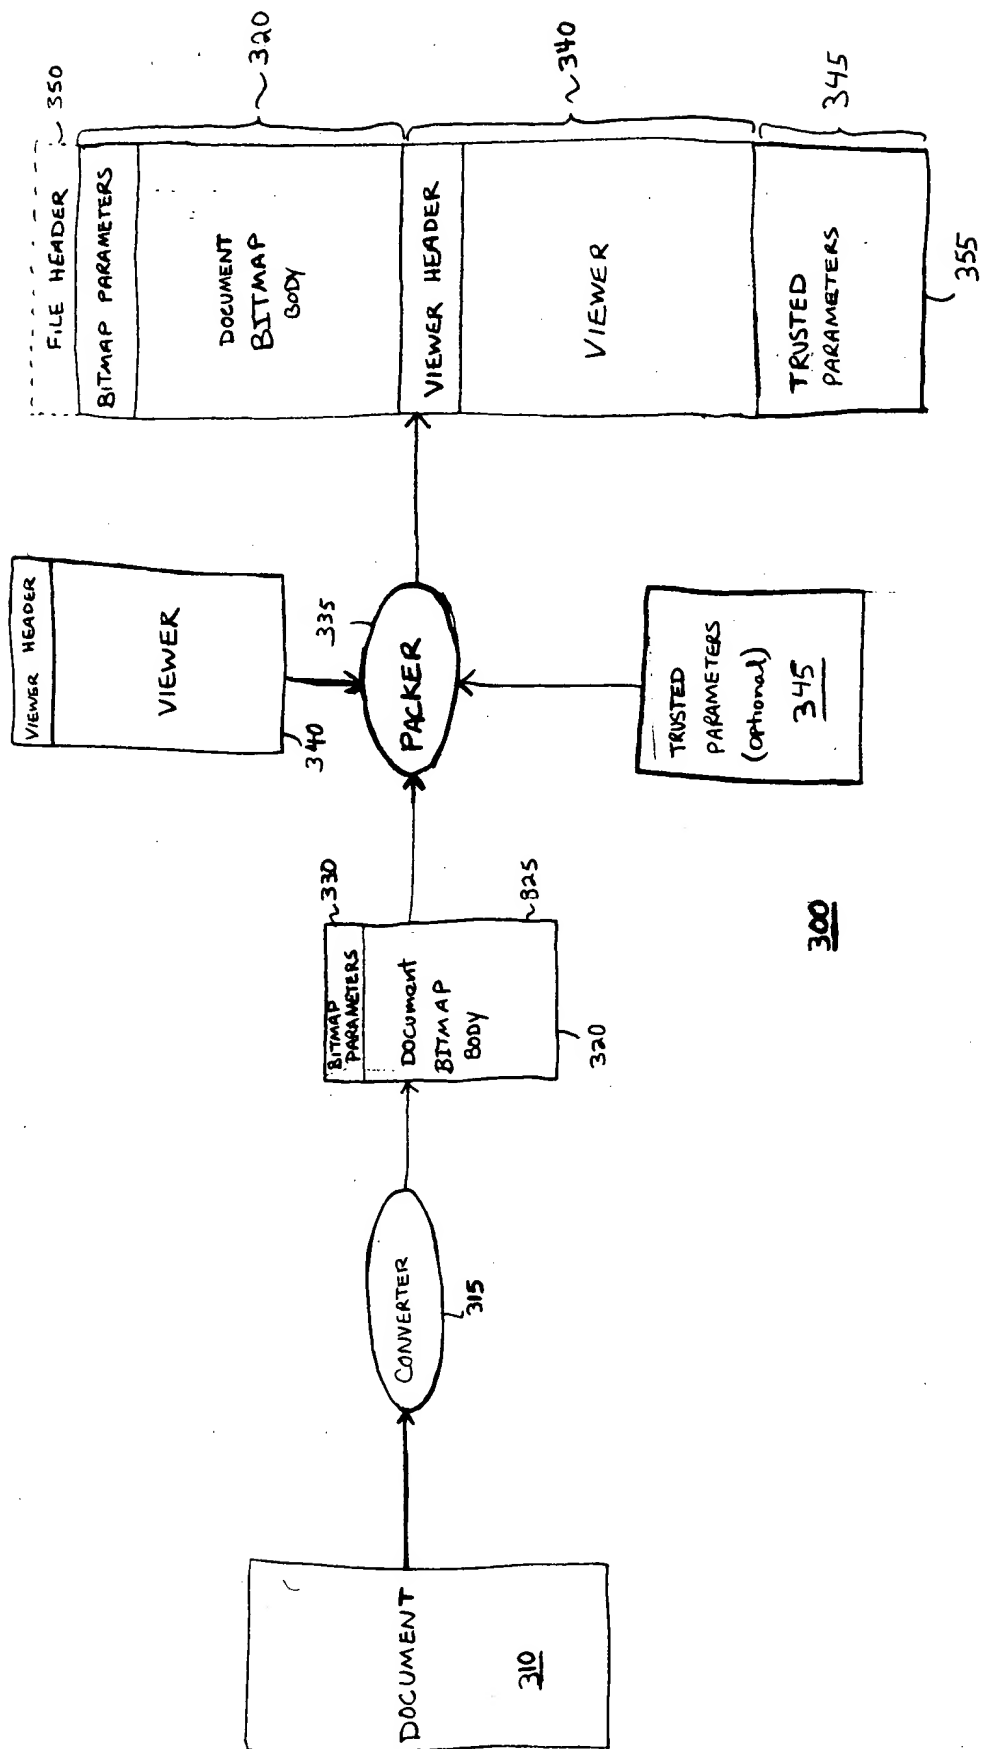 DOCUMENT
310
CONVERTER
315
BITMAP
PARAMETERS
330
DOCUMENT
BITMAP
BODY
325
320
VIEWER HEADER
VIEWER
340
PACKER
335
TRUSTED
PARAMETERS
(OPTIONAL)
345
FILE HEADER
350
BITMAP PARAMETERS
DOCUMENT
BITMAP
BODY
320
VIEWER HEADER
VIEWER
340
TRUSTED
PARAMETERS
345
355
300